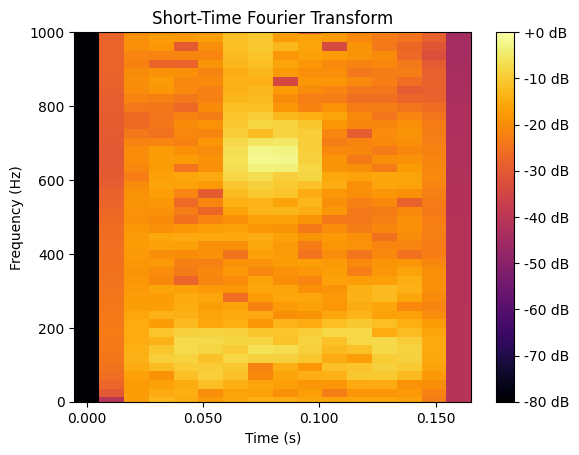 Short-Time Fourier Transform
1000
800
600
400
200
0
Frequency (Hz)
0.000
0.050
0.100
0.150
Time (s)
+0 dB
-10 dB
-20 dB
-30 dB
-40 dB
-50 dB
-60 dB
-70 dB
-80 dB